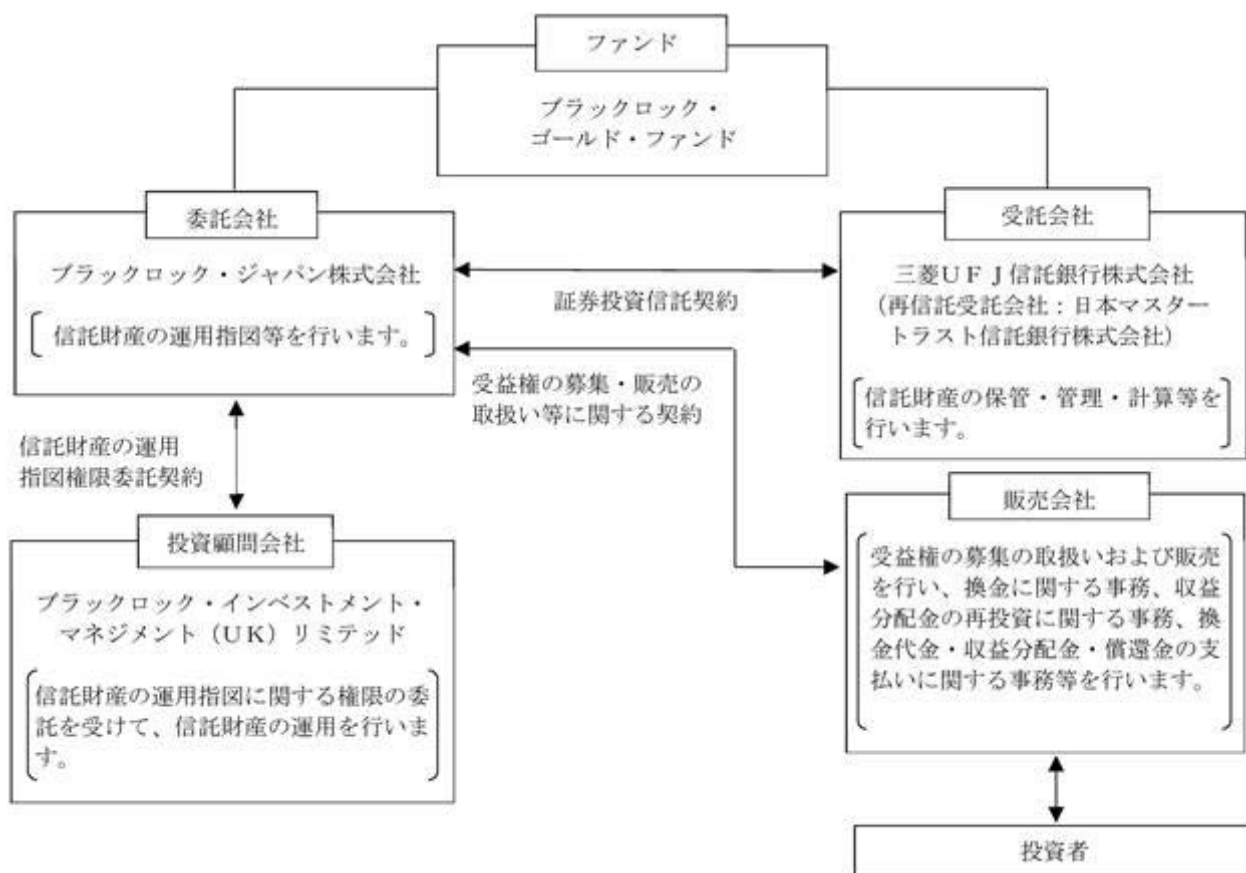 ファンド
ブラックロック・
ゴールド・ファンド
委託会社
ブラックロック・ジャパン株式会社
信託財産の運用指図等を行います。
証券投資信託契約
受託会社
三菱ＵＦＪ信託銀行株式会社
（再信託受託会社：日本マスター
トラスト信託銀行株式会社）
信託財産の保管・管理・計算等を
行います。
受益権の募集・販売の
取扱い等に関する契約
信託財産の運用
指図権限委託契約
投資顧問会社
ブラックロック・インベストメント・
マネジメント（ＵＫ）リミテッド
信託財産の運用指図に関する権限の委
託を受けて、信託財産の運用を行いま
す。
販売会社
受益権の募集の取扱いおよび販売
を行い、換金に関する事務、収益
分配金の再投資に関する事務、換
金代金・収益分配金・償還金の支
払いに関する事務等を行います。
投資者